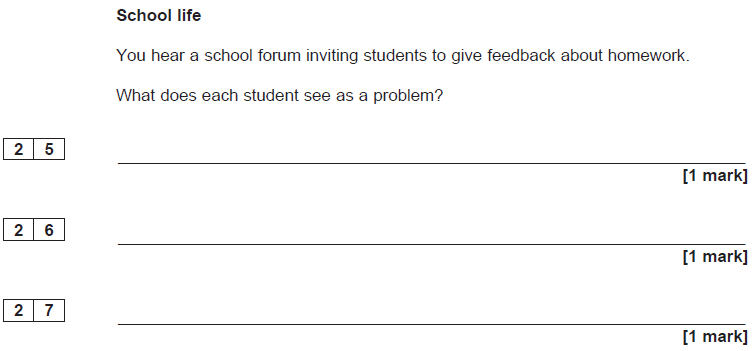 School life
You hear a school forum inviting students to give feedback about homework.
What does each student see as a problem?
2 5
[1 mark]
2 6
[1 mark]
2 7
[1 mark]